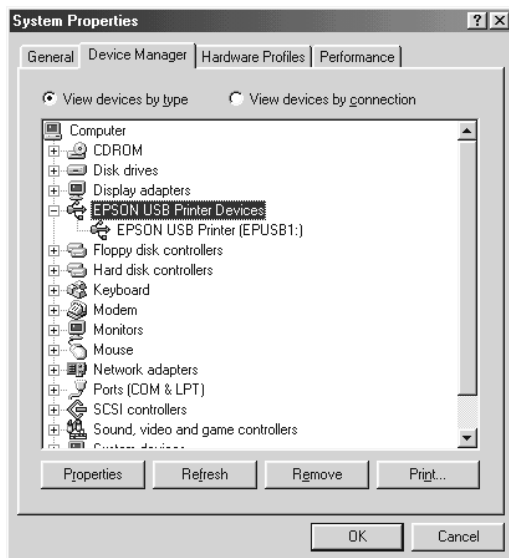 System Properties
General Device Manager Hardware Profiles Performance
View devices by type View devices by connection
Computer
CDROM
Disk drives
Display adapters
EPSON USB Printer Devices
EPSON USB Printer (EPUSB1:)
Floppy disk controllers
Hard disk controllers
Keyboard
Modem
Monitors
Mouse
Network adapters
Ports (COM & LPT)
SCSI controllers
Sound, video and game controllers
System devices
Properties Refresh Remove Print...
OK Cancel